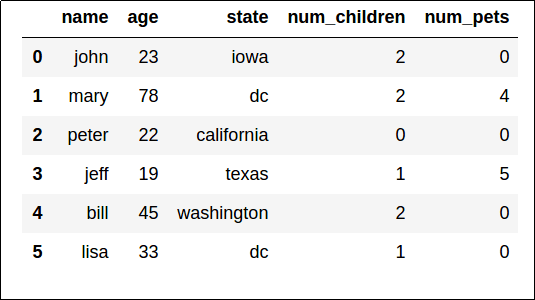 name age state num_children num_pets
0 john 23 iowa 2 0
1 mary 78 dc 2 4
2 peter 22 california 0 0
3 jeff 19 texas 1 5
4 bill 45 washington 2 0
5 lisa 33 dc 1 0